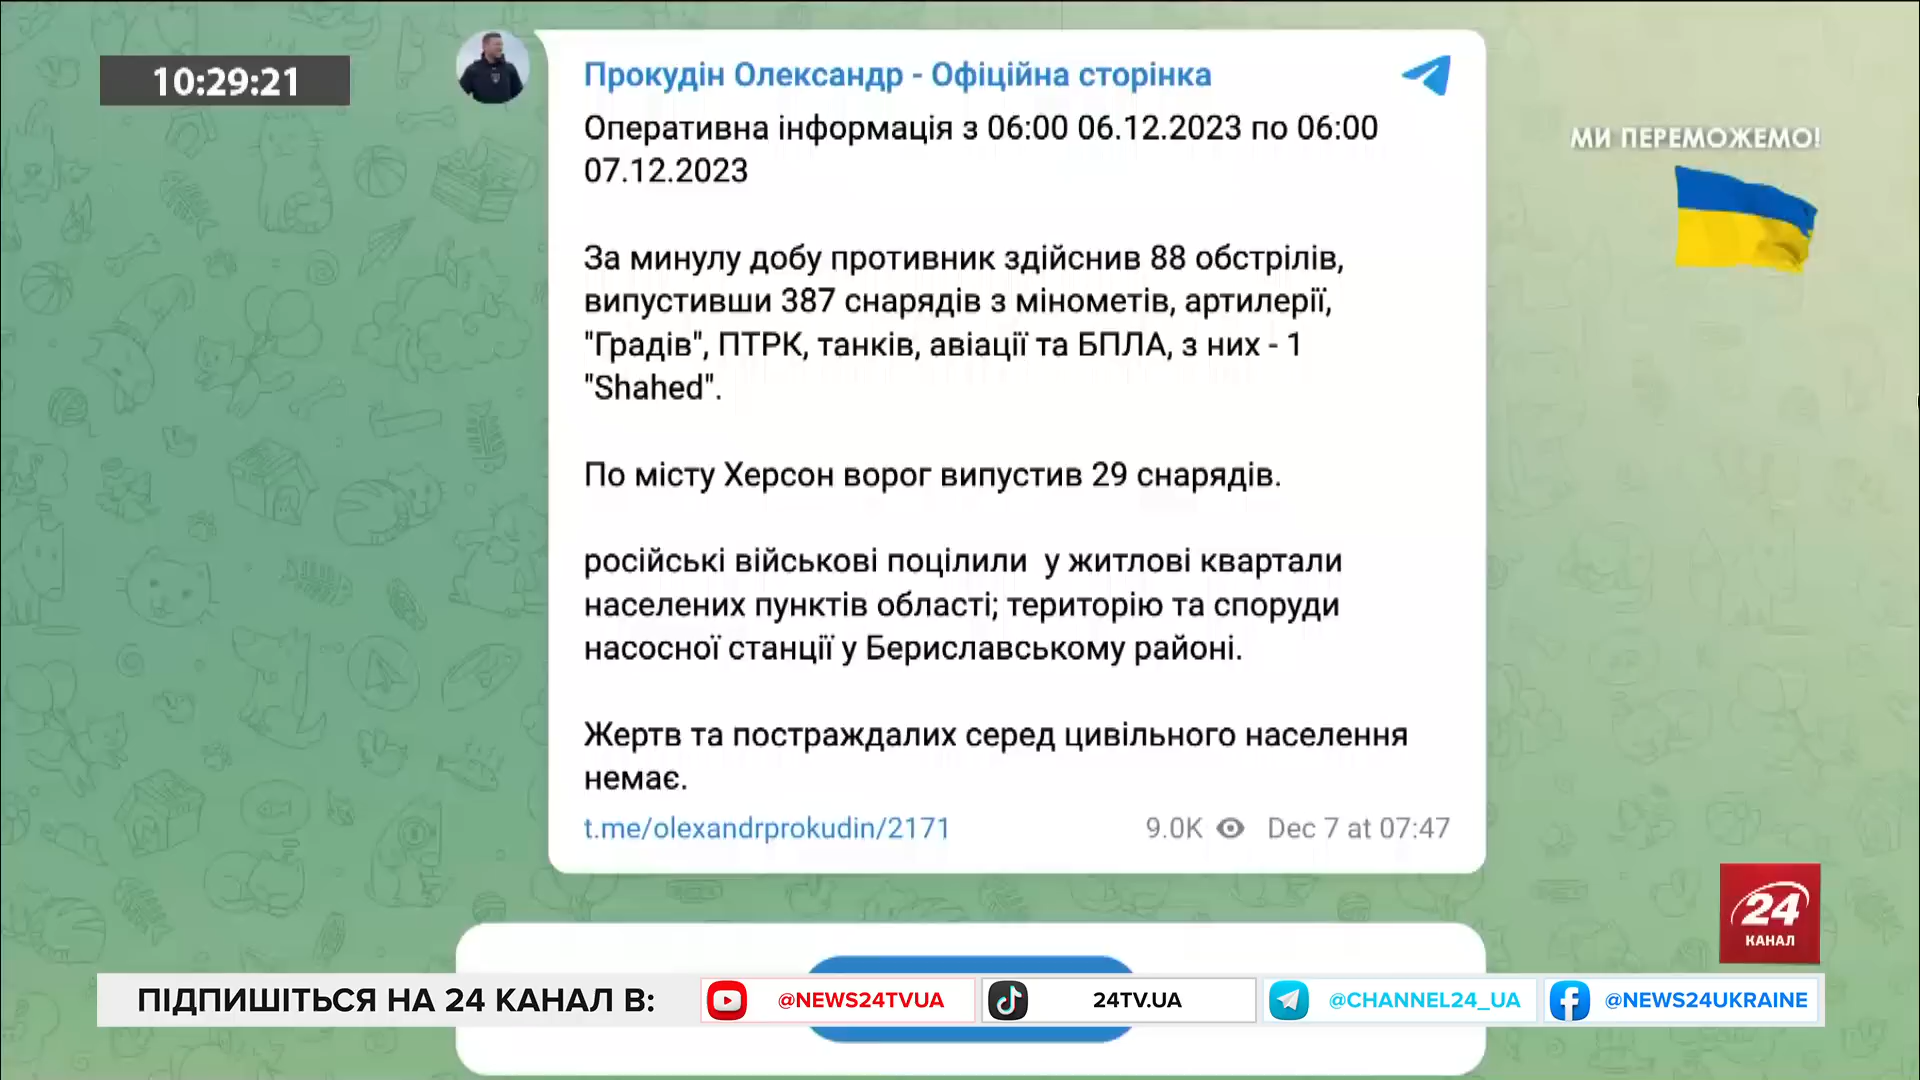 10:29:21
Прокудін Олександр - Офіційна сторінка
Оперативна інформація з 06:00 06.12.2023 по 06:00
07.12.2023
За минулу добу противник здійснив 88 обстрілів,
випустивши 387 снарядів з мінометів, артилерії,
"Градів", ПТРК, танків, авіації та БПЛА, з них - 1
"Shahed".
По місту Херсон ворог випустив 29 снарядів.
російські військові поцілили  у житлові квартали
населених пунктів області; територію та споруди
насосної станції у Бериславському районі.
Жертв та постраждалих серед цивільного населення
немає.
t.me/olexandrprokudin/2171 9.0K Dec 7 at 07:47
МИ ПЕРЕМОЖЕМО!
24
КАНАЛ
ПІДПИШІТЬСЯ НА 24 КАНАЛ В: @NEWS24TVUA 24TV.UA @CHANNEL24_UA @NEWS24UKRAINE